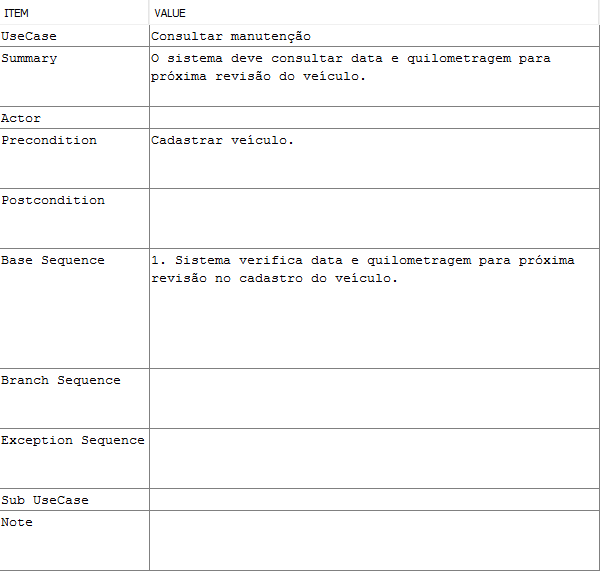 ITEM VALUE
UseCase Consultar manutenção
Summary O sistema deve consultar data e quilometragem para
próxima revisão do veículo.
Actor
Precondition Cadastrar veículo.
Postcondition
Base Sequence 1. Sistema verifica data e quilometragem para próxima
revisão no cadastro do veículo.
Branch Sequence
Exception Sequence
Sub UseCase
Note